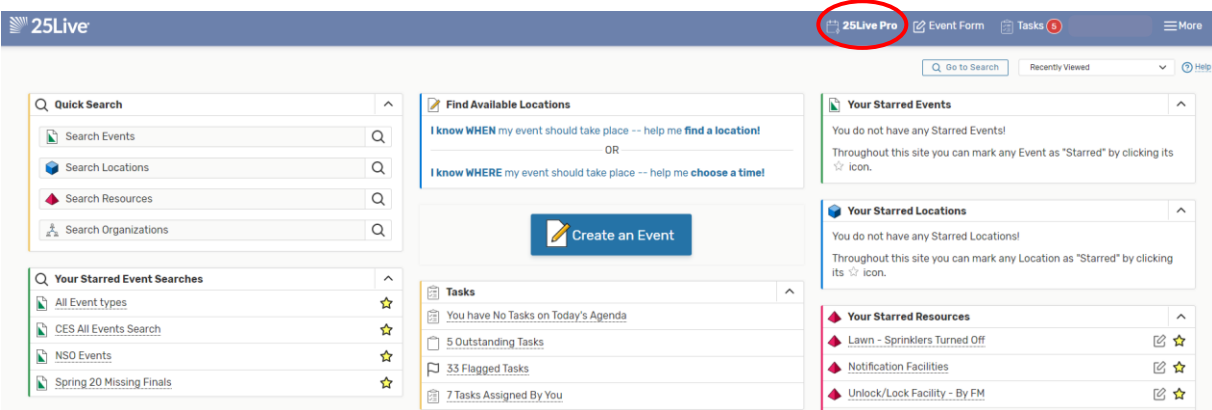 25Live
25Live Pro
Event Form
Tasks 5
More
Go to Search
Recently Viewed
Help
Quick Search
Search Events
Search Locations
Search Resources
Search Organizations
Your Starred Event Searches
All Event types
CES All Events Search
NSO Events
Spring 20 Missing Finals
Find Available Locations
I know WHEN my event should take place -- help me find a location!
OR
I know WHERE my event should take place -- help me choose a time!
Create an Event
Tasks
You have No Tasks on Today's Agenda
5 Outstanding Tasks
33 Flagged Tasks
7 Tasks Assigned By You
Your Starred Events
You do not have any Starred Events!
Throughout this site you can mark any Event as "Starred" by clicking its
icon.
Your Starred Locations
You do not have any Starred Locations!
Throughout this site you can mark any Location as "Starred" by clicking
its ☆ icon.
Your Starred Resources
Lawn - Sprinklers Turned Off
Notification Facilities
Unlock/Lock Facility - By FM